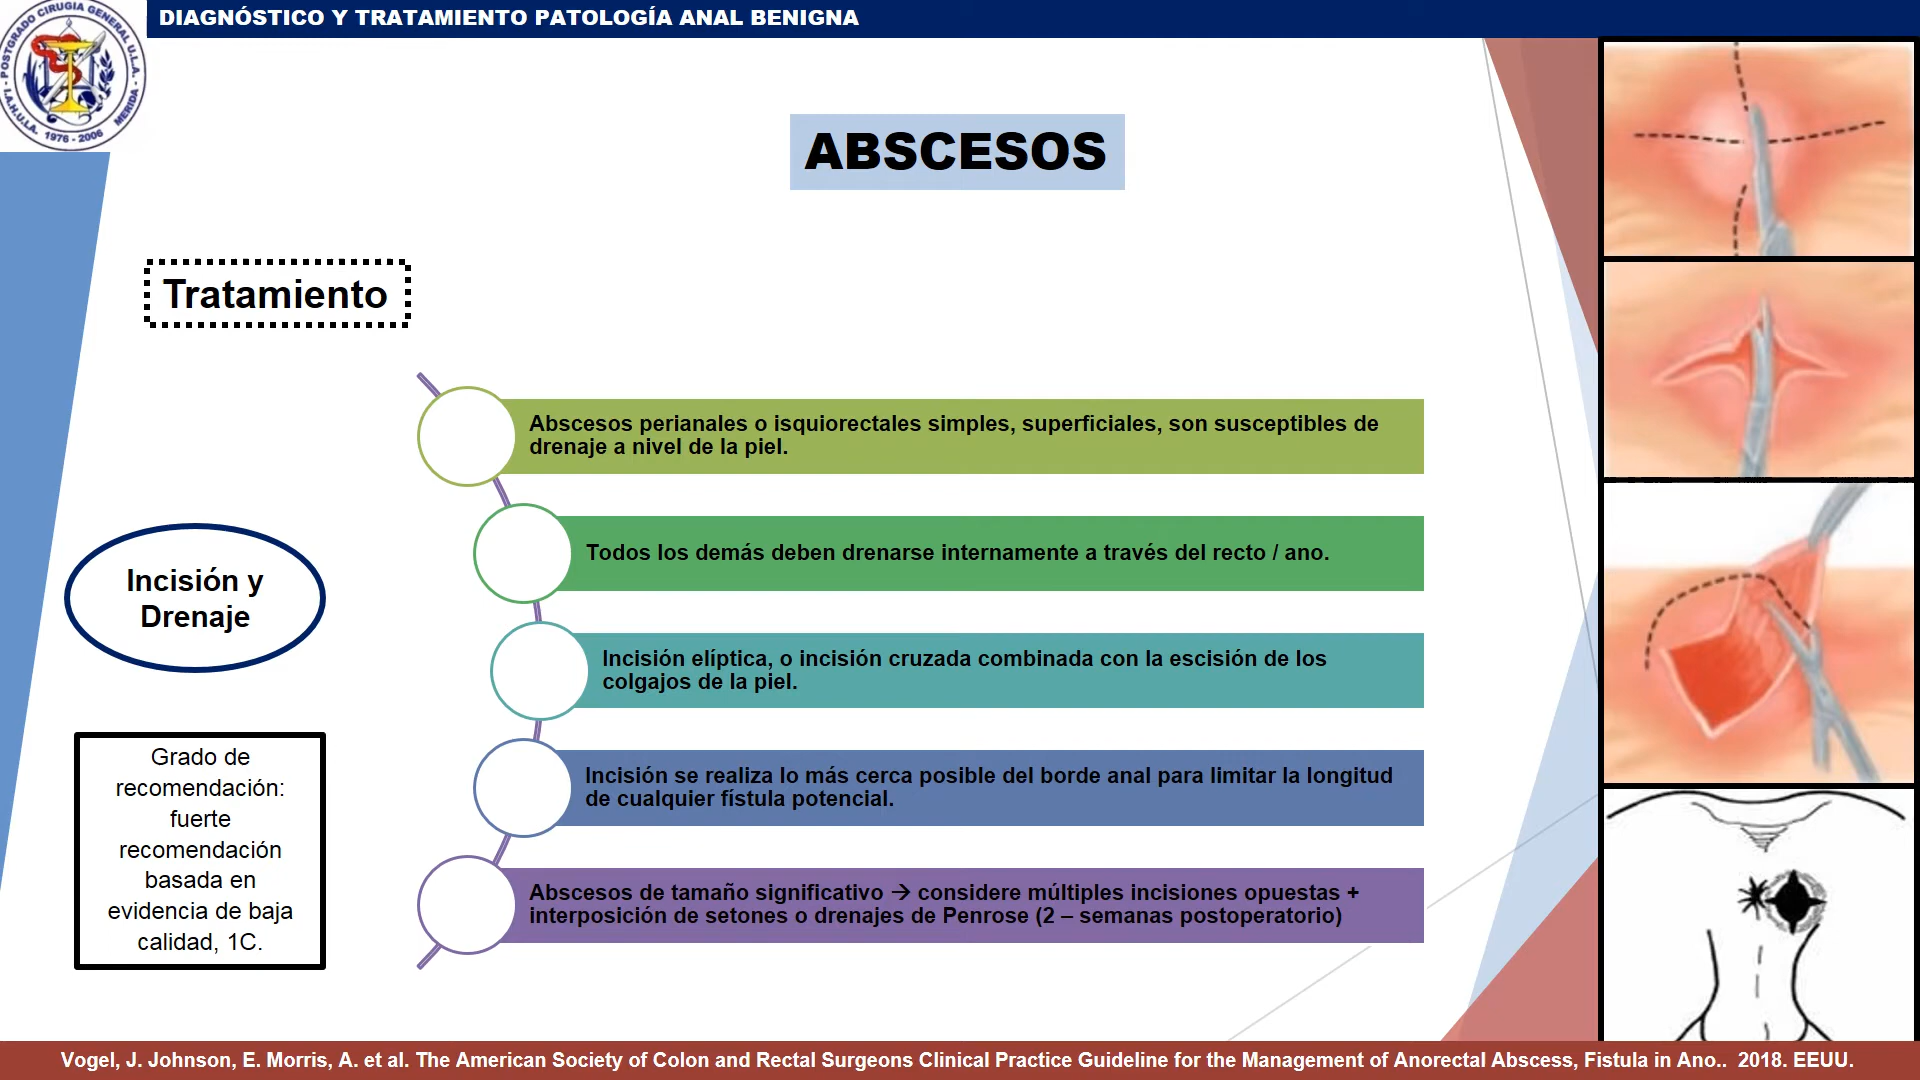 DIAGNÓSTICO Y TRATAMIENTO PATOLOGÍA ANAL BENIGNA
POSTGRADO CIRUGIA GENERAL U.L.A.
I.A.H.U.L.A. 1976 - 2006 MERIDA
ABSCESOS
Tratamiento
Abscesos perianales o isquiorectales simples, superficiales, son susceptibles de
drenaje a nivel de la piel.
Todos los demás deben drenarse internamente a través del recto / ano.
Incisión y
Drenaje
Incisión elíptica, o incisión cruzada combinada con la escisión de los
colgajos de la piel.
Incisión se realiza lo más cerca posible del borde anal para limitar la longitud
de cualquier fístula potencial.
Abscesos de tamaño significativo → considere múltiples incisiones opuestas +
interposición de setones o drenajes de Penrose (2 – semanas postoperatorio)
Grado de
recomendación:
fuerte
recomendación
basada en
evidencia de baja
calidad, 1C.
Vogel, J. Johnson, E. Morris, A. et al. The American Society of Colon and Rectal Surgeons Clinical Practice Guideline for the Management of Anorectal Abscess, Fistula in Ano.. 2018. EEUU.